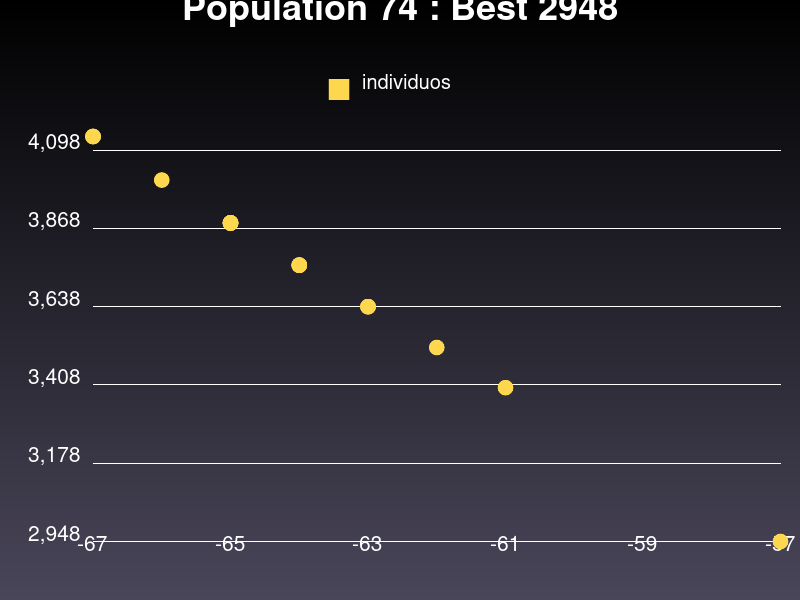 Population 74 : Best 2948
individuos
4,098
3,868
3,638
3,408
3,178
2,948
-67 -65 -63 -61 -59 -57